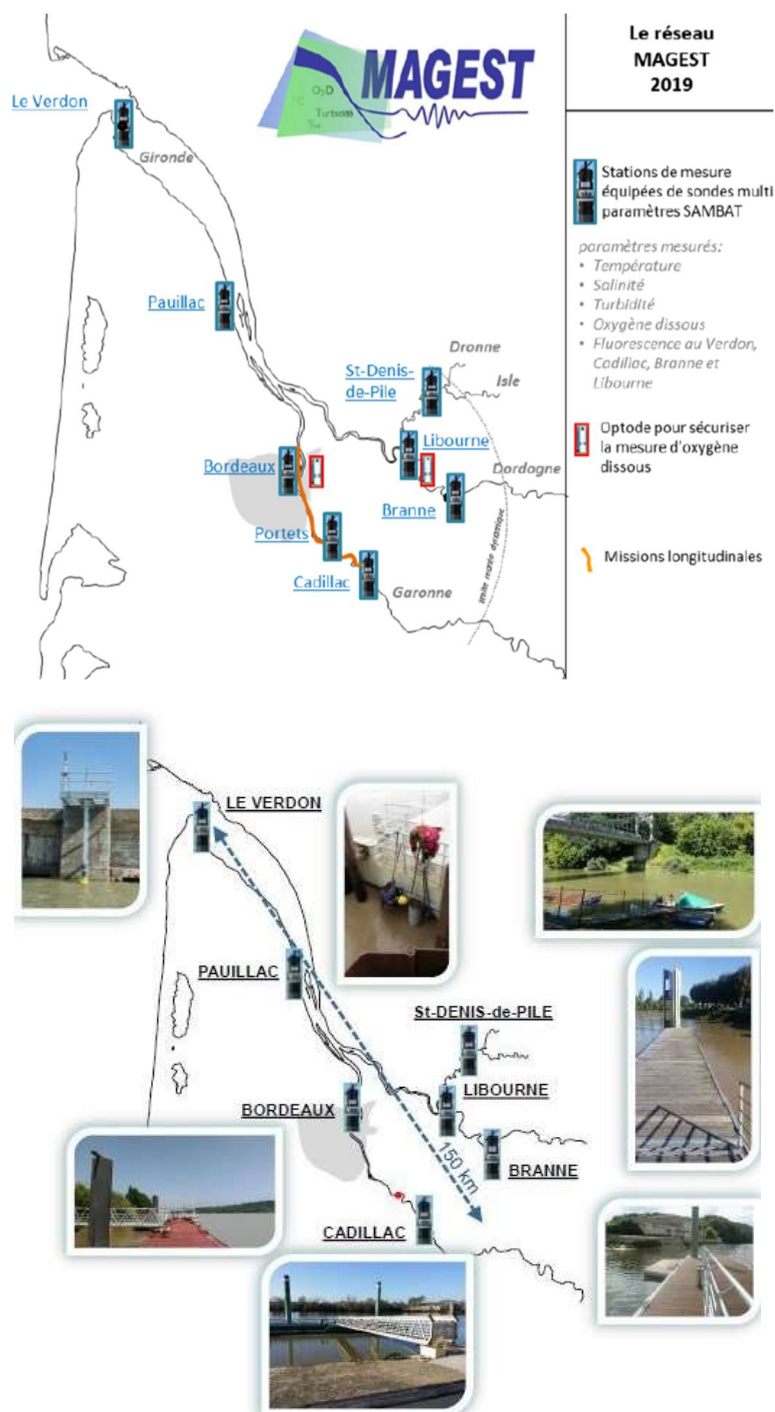 Le réseau
MAGEST
2019
MAGEST
O₂D
°C
Turbidité
‰
Le Verdon
Gironde
Stations de mesure
équipées de sondes multi
paramètres SAMBAT
paramètres mesurés:
• Température
• Salinité
• Turbidité
• Oxygène dissous
• Fluorescence au Verdon,
Cadillac, Branne et
Libourne
Pauillac
Dronne
St-Denis-
de-Pile
Isle
Optode pour sécuriser
la mesure d'oxygène
dissous
Libourne
Bordeaux
Dordogne
Branne
Portets
limite marée dynamique
Missions longitudinales
Cadillac
Garonne
LE VERDON
PAUILLAC
St-DENIS-de-PILE
LIBOURNE
BORDEAUX
BRANNE
150 km
CADILLAC